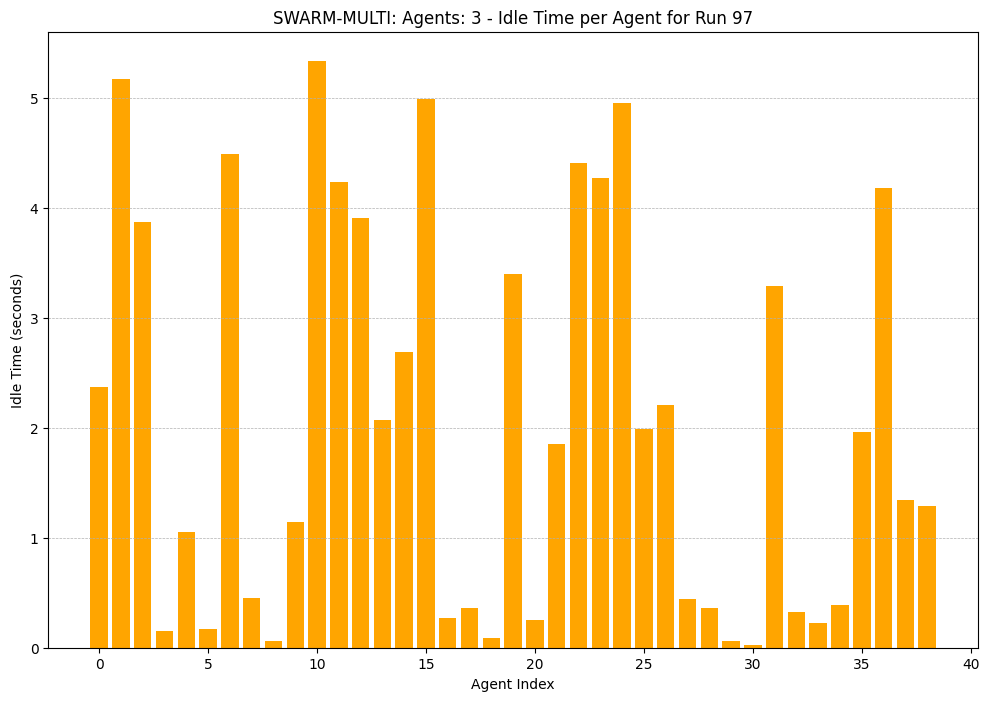 SWARM-MULTI: Agents: 3 - Idle Time per Agent for Run 97
Idle Time (seconds)
5
4
3
2
1
0
0 5 10 15 20 25 30 35 40
Agent Index